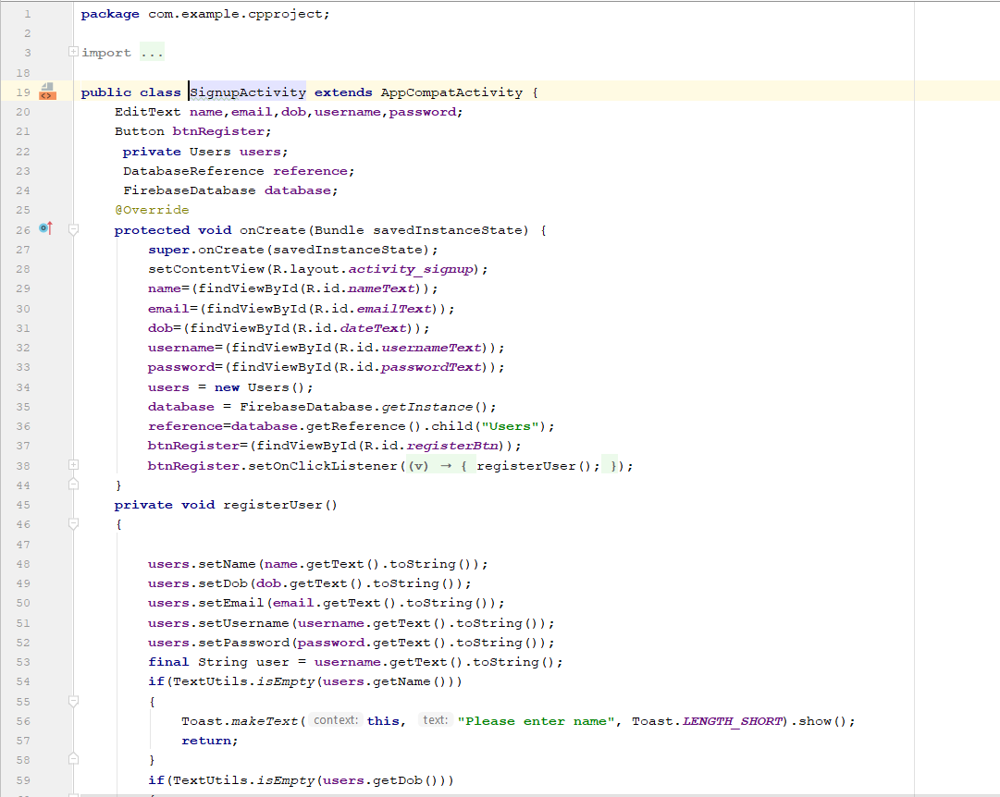 1 package com.example.cpproject;
2
3 import ...
18
19 public class SignupActivity extends AppCompatActivity {
20 EditText name,email,dob,username,password;
21 Button btnRegister;
22 private Users users;
23 DatabaseReference reference;
24 FirebaseDatabase database;
25 @Override
26 protected void onCreate(Bundle savedInstanceState) {
27 super.onCreate(savedInstanceState);
28 setContentView(R.layout.activity_signup);
29 name=(findViewById(R.id.nameText));
30 email=(findViewById(R.id.emailText));
31 dob=(findViewById(R.id.dateText));
32 username=(findViewById(R.id.usernameText));
33 password=(findViewById(R.id.passwordText));
34 users = new Users();
35 database = FirebaseDatabase.getInstance();
36 reference=database.getReference().child("Users");
37 btnRegister=(findViewById(R.id.registerBtn));
38 btnRegister.setOnClickListener((v) → { registerUser(); });
44 }
45 private void registerUser()
46 {
47
48 users.setName(name.getText().toString());
49 users.setDob(dob.getText().toString());
50 users.setEmail(email.getText().toString());
51 users.setUsername(username.getText().toString());
52 users.setPassword(password.getText().toString());
53 final String user = username.getText().toString();
54 if(TextUtils.isEmpty(users.getName()))
55 {
56 Toast.makeText( context: this, text: "Please enter name", Toast.LENGTH_SHORT).show();
57 return;
58 }
59 if(TextUtils.isEmpty(users.getDob()))